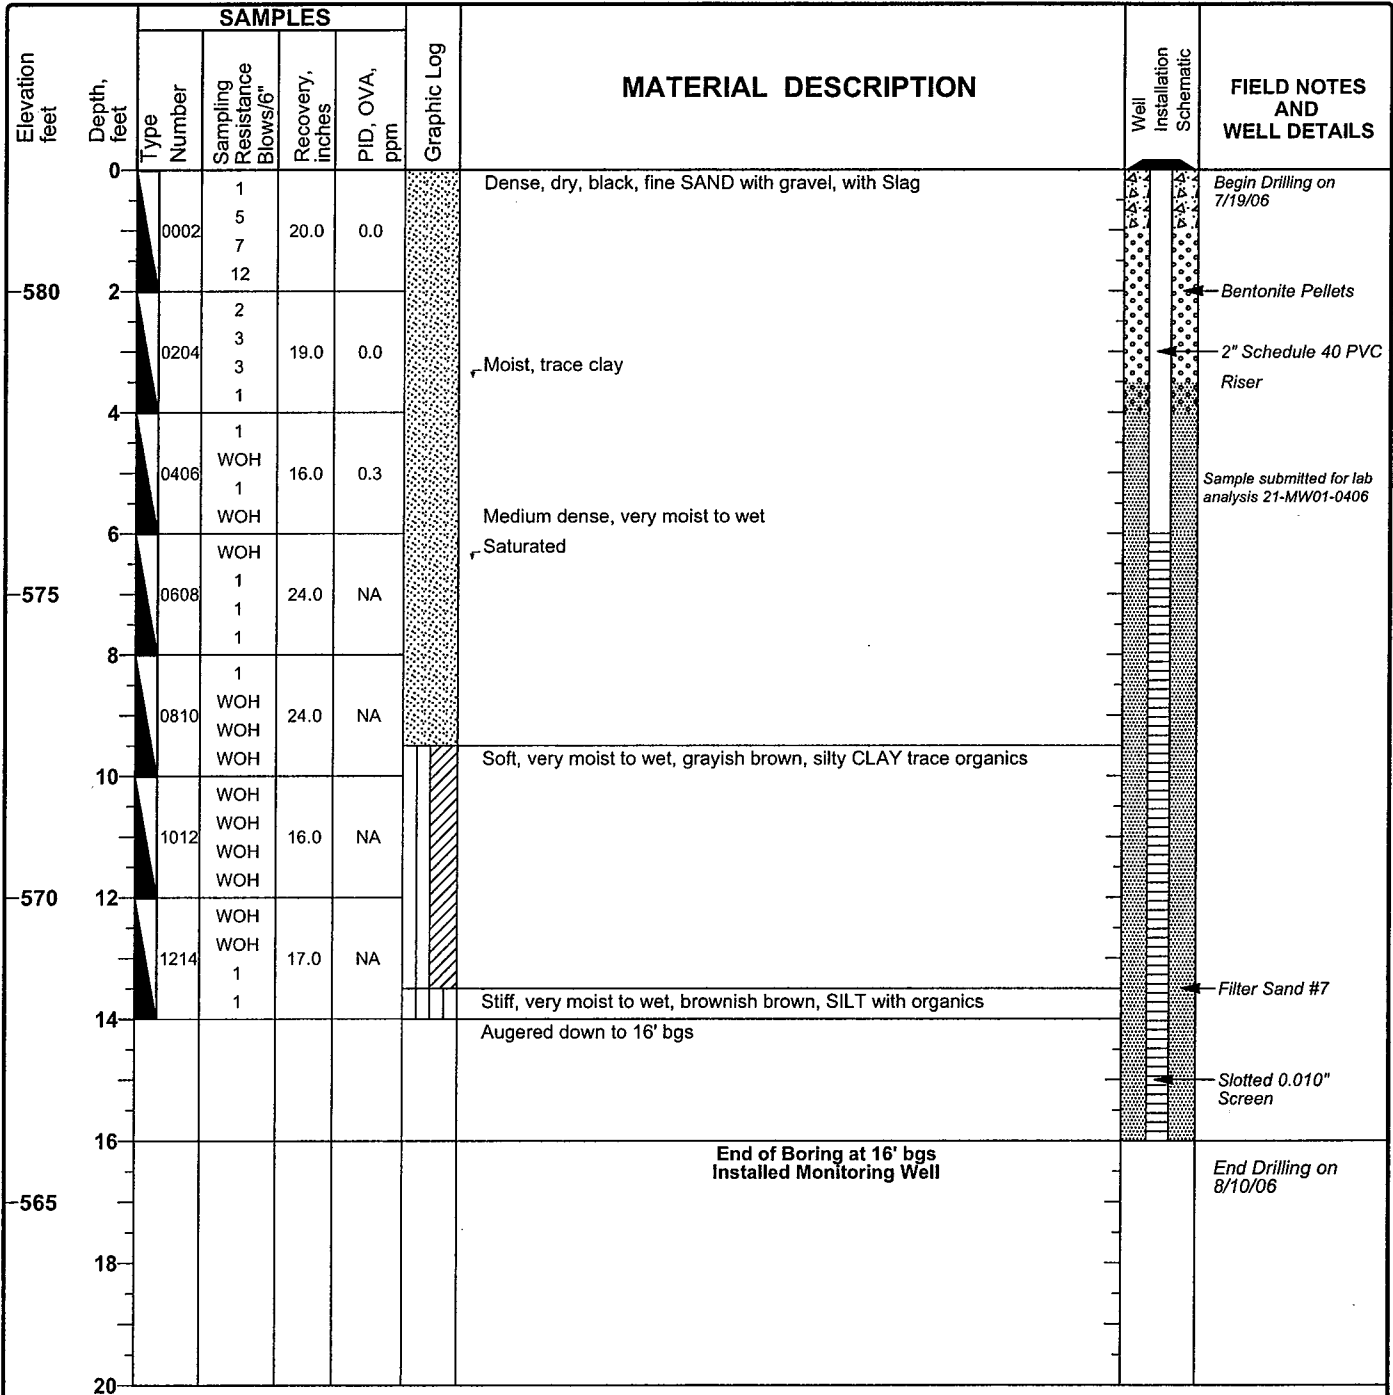 SAMPLES
Elevation
feet
Depth,
feet
Type
Number
Sampling
Resistance
Blows/6"
Recovery,
inches
PID, OVA,
ppm
Graphic Log
MATERIAL DESCRIPTION
Well
Installation
Schematic
FIELD NOTES
AND
WELL DETAILS
0
0002
1
5
7
12
20.0
0.0
Dense, dry, black, fine SAND with gravel, with Slag
Begin Drilling on
7/19/06
580
2
Bentonite Pellets
0204
2
3
3
1
19.0
0.0
Moist, trace clay
2" Schedule 40 PVC
Riser
4
0406
1
WOH
1
WOH
16.0
0.3
Sample submitted for lab
analysis 21-MW01-0406
Medium dense, very moist to wet
6
Saturated
575
0608
WOH
1
1
1
24.0
NA
8
0810
1
WOH
WOH
WOH
24.0
NA
Soft, very moist to wet, grayish brown, silty CLAY trace organics
10
1012
WOH
WOH
WOH
WOH
16.0
NA
570
12
1214
WOH
WOH
1
1
17.0
NA
Filter Sand #7
Stiff, very moist to wet, brownish brown, SILT with organics
14
Augered down to 16' bgs
Slotted 0.010"
Screen
16
End of Boring at 16' bgs
Installed Monitoring Well
End Drilling on
8/10/06
565
18
20